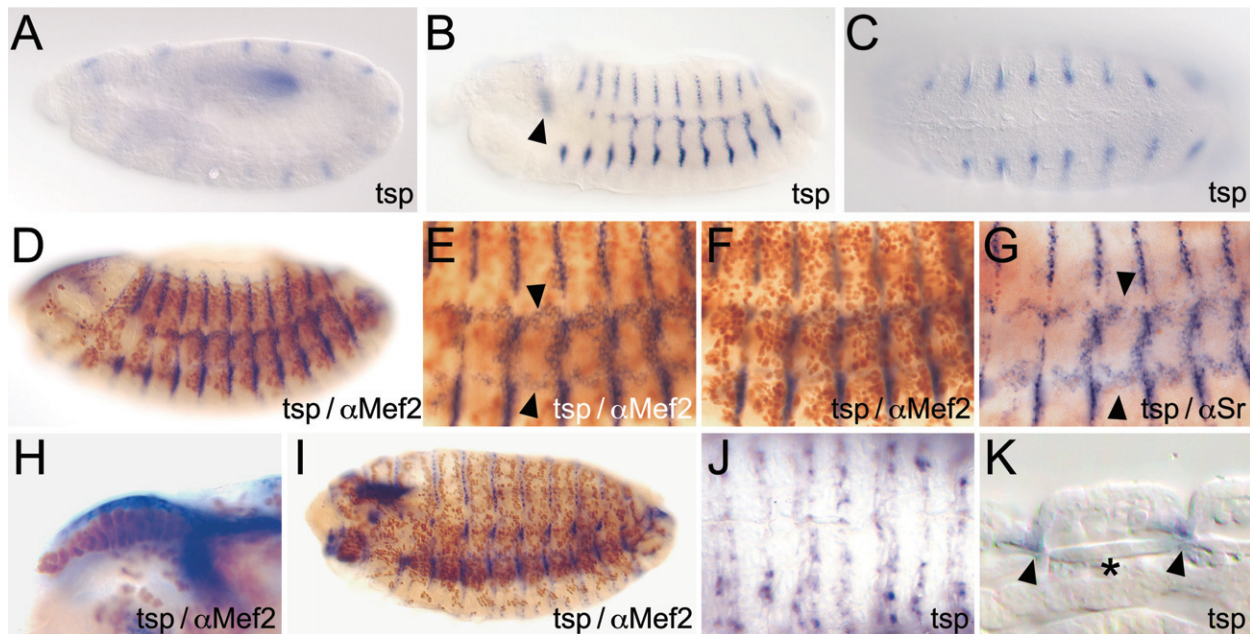 A
tsp
B
tsp
C
tsp
D
tsp / αMef2
E
tsp / αMef2
F
tsp / αMef2
G
tsp / αSr
H
tsp / αMef2
I
tsp / αMef2
J
tsp
K
*
tsp